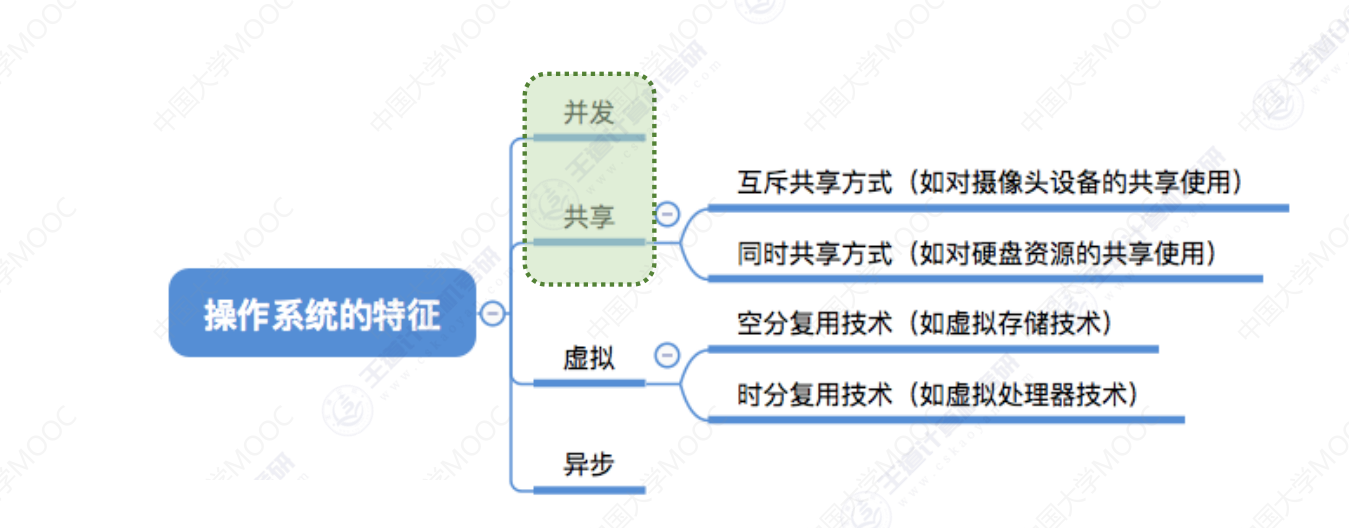 并发
互斥共享方式（如对摄像头设备的共享使用）
共享
同时共享方式（如对硬盘资源的共享使用）
操作系统的特征
空分复用技术（如虚拟存储技术）
虚拟
时分复用技术（如虚拟处理器技术）
异步
中国大学MOOC
王道计算机考研
www.cskaoyan.com